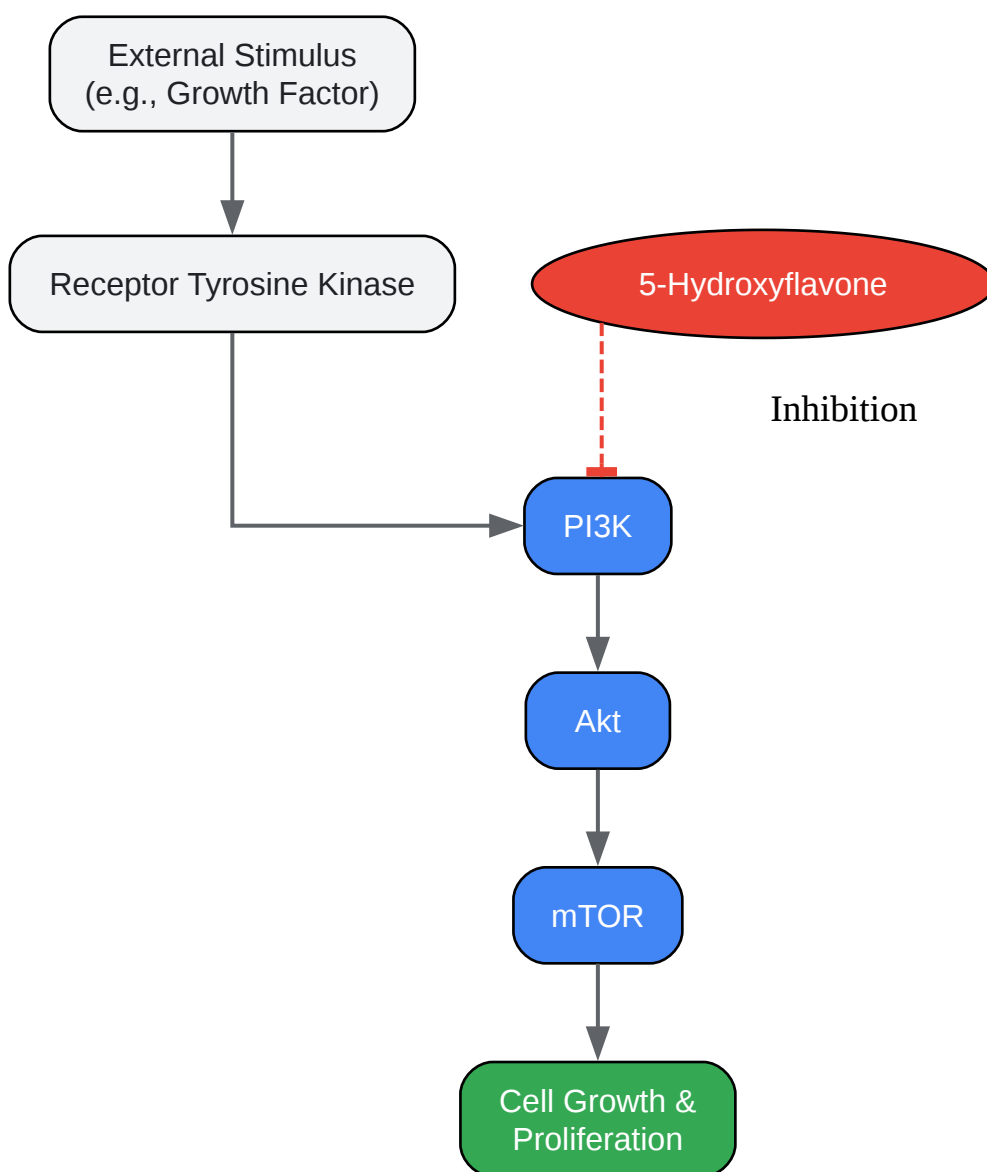 External Stimulus
(e.g., Growth Factor)
Receptor Tyrosine Kinase
5-Hydroxyflavone
Inhibition
PI3K
Akt
mTOR
Cell Growth &
Proliferation